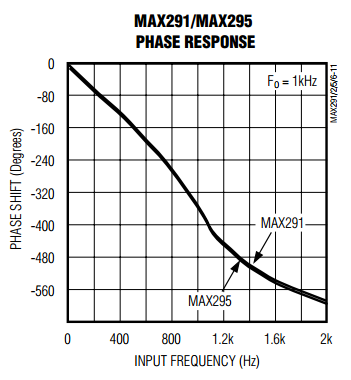 MAX291/MAX295
PHASE RESPONSE
F₀ = 1kHz
MAX291/2/5/6-11
PHASE SHIFT (Degrees)
0
-80
-160
-240
-320
-400
-480
-560
MAX291
MAX295
0 400 800 1.2k 1.6k 2k
INPUT FREQUENCY (Hz)